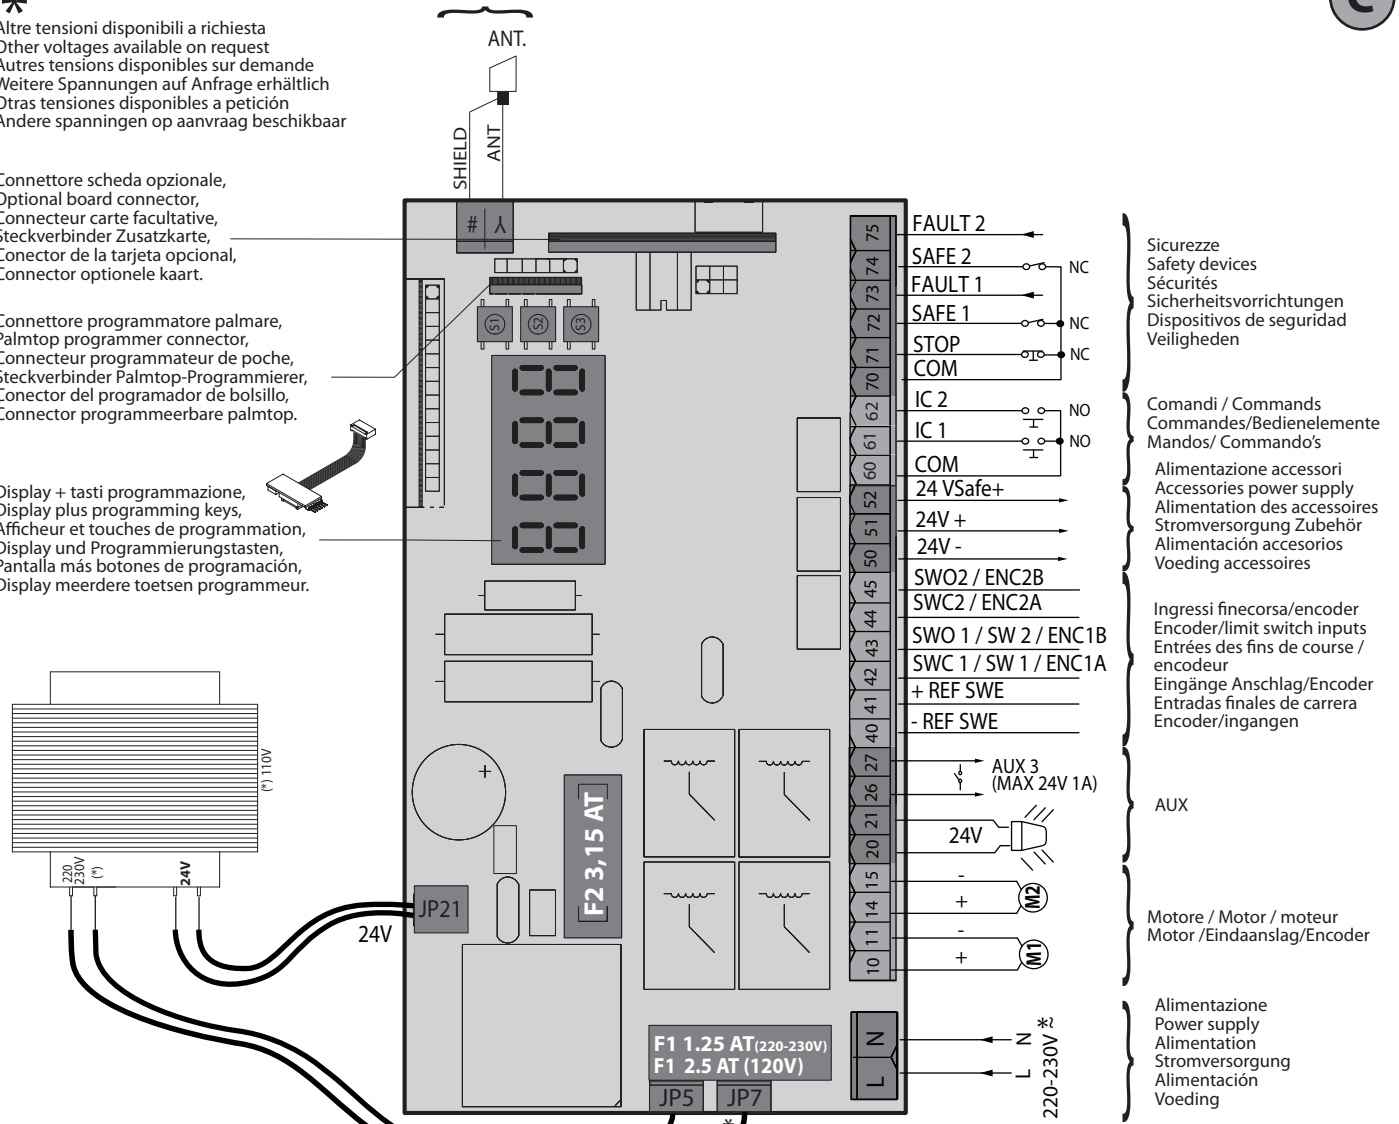 *
Altre tensioni disponibili a richiesta
Other voltages available on request
Autres tensions disponibles sur demande
Weitere Spannungen auf Anfrage erhältlich
Otras tensiones disponibles a petición
Andere spanningen op aanvraag beschikbaar
C
ANT.
SHIELD
ANT
# Y
Connettore scheda opzionale,
Optional board connector,
Connecteur carte facultative,
Steckverbinder Zusatzkarte,
Conector de la tarjeta opcional,
Connector optionele kaart.
Connettore programmatore palmare,
Palmtop programmer connector,
Connecteur programmateur de poche,
Steckverbinder Palmtop-Programmierer,
Conector del programador de bolsillo,
Connector programmeerbare palmtop.
Display + tasti programmazione,
Display plus programming keys,
Afficheur et touches de programmation,
Display und Programmierungstasten,
Pantalla más botones de programación,
Display meerdere toetsen programmeur.
S1 S2 S3
75 FAULT 2
74 SAFE 2 NC
73 FAULT 1
72 SAFE 1 NC
71 STOP NC
70 COM
Sicurezze
Safety devices
Sécurités
Sicherheitsvorrichtungen
Dispositivos de seguridad
Veiligheden
62 IC 2 NO
61 IC 1 NO
60 COM
Comandi / Commands
Commandes/Bedienelemente
Mandos/ Commando's
52 24 VSafe+
51 24V +
50 24V -
Alimentazione accessori
Accessories power supply
Alimentation des accessoires
Stromversorgung Zubehör
Alimentación accesorios
Voeding accessoires
45 SWO2 / ENC2B
44 SWC2 / ENC2A
43 SWO 1 / SW 2 / ENC1B
42 SWC 1 / SW 1 / ENC1A
41 + REF SWE
40 - REF SWE
Ingressi finecorsa/encoder
Encoder/limit switch inputs
Entrées des fins de course /
encodeur
Eingänge Anschlag/Encoder
Entradas finales de carrera
Encoder/ingangen
27
26
AUX 3
(MAX 24V 1A)
21
20
24V
AUX
15 -
14 +
M2
11 -
10 +
M1
Motore / Motor / moteur
Motor /Eindaanslag/Encoder
N N
L L
220-230V *~
Alimentazione
Power supply
Alimentation
Stromversorgung
Alimentación
Voeding
(*) 110V
220
230V
(*)
24V
24V
JP21
+
F2 3,15 AT
F1 1.25 AT(220-230V)
F1 2.5 AT (120V)
JP5 JP7
*